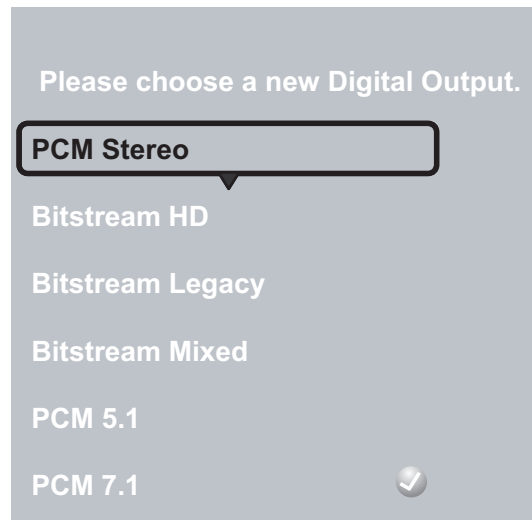 Please choose a new Digital Output.
PCM Stereo
Bitstream HD
Bitstream Legacy
Bitstream Mixed
PCM 5.1
PCM 7.1